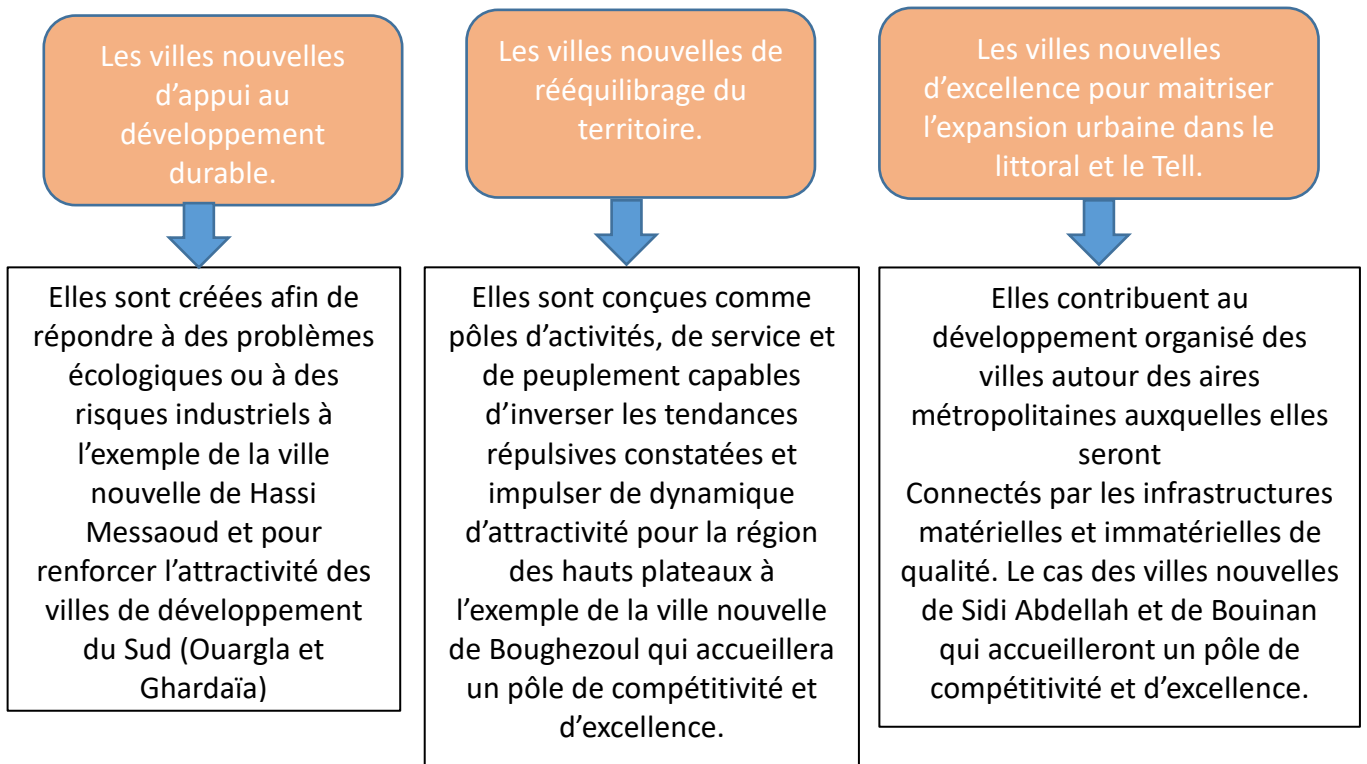 Les villes nouvelles
d'appui au
développement
durable.
Les villes nouvelles de
rééquilibrage du
territoire.
Les villes nouvelles
d'excellence pour maitriser
l'expansion urbaine dans le
littoral et le Tell.
Elles sont créées afin de
répondre à des problèmes
écologiques ou à des
risques industriels à
l'exemple de la ville
nouvelle de Hassi
Messaoud et pour
renforcer l'attractivité des
villes de développement
du Sud (Ouargla et
Ghardaïa)
Elles sont conçues comme
pôles d'activités, de service et
de peuplement capables
d'inverser les tendances
répulsives constatées et
impulser de dynamique
d'attractivité pour la région
des hauts plateaux à
l'exemple de la ville nouvelle
de Boughezoul qui accueillera
un pôle de compétitivité et
d'excellence.
Elles contribuent au
développement organisé des
villes autour des aires
métropolitaines auxquelles elles
seront
Connectés par les infrastructures
matérielles et immatérielles de
qualité. Le cas des villes nouvelles
de Sidi Abdellah et de Bouinan
qui accueilleront un pôle de
compétitivité et d'excellence.